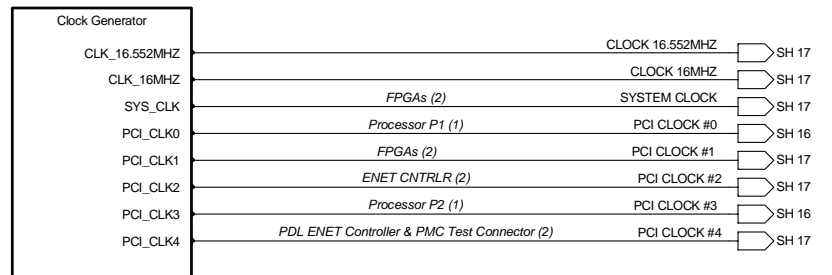 Clock Generator
CLK_16.552MHZ CLOCK 16.552MHZ SH 17
CLK_16MHZ CLOCK 16MHZ SH 17
SYS_CLK FPGAs (2) SYSTEM CLOCK SH 17
PCI_CLK0 Processor P1 (1) PCI CLOCK #0 SH 16
PCI_CLK1 FPGAs (2) PCI CLOCK #1 SH 17
PCI_CLK2 ENET CNTRLR (2) PCI CLOCK #2 SH 17
PCI_CLK3 Processor P2 (1) PCI CLOCK #3 SH 16
PCI_CLK4 PDL ENET Controller & PMC Test Connector (2) PCI CLOCK #4 SH 17